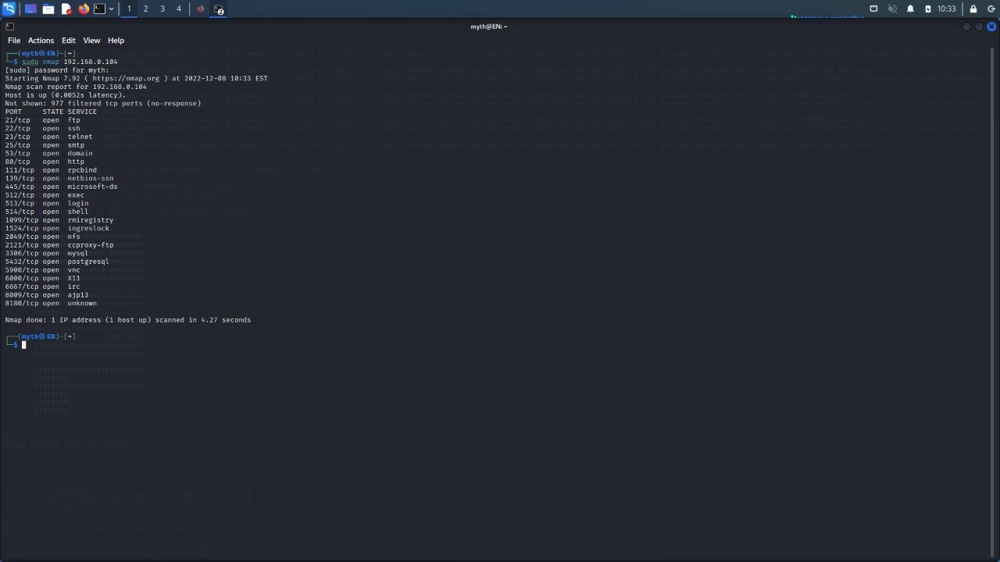 1 2 3 4 2 10:33
myth@EN: ~
File Actions Edit View Help
┌──(myth㉿EN)-[~]
└─$ sudo nmap 192.168.0.104
[sudo] password for myth:
Starting Nmap 7.92 ( https://nmap.org ) at 2022-12-08 10:33 EST
Nmap scan report for 192.168.0.104
Host is up (0.0052s latency).
Not shown: 977 filtered tcp ports (no-response)
PORT     STATE SERVICE
21/tcp   open  ftp
22/tcp   open  ssh
23/tcp   open  telnet
25/tcp   open  smtp
53/tcp   open  domain
80/tcp   open  http
111/tcp  open  rpcbind
139/tcp  open  netbios-ssn
445/tcp  open  microsoft-ds
512/tcp  open  exec
513/tcp  open  login
514/tcp  open  shell
1099/tcp open  rmiregistry
1524/tcp open  ingreslock
2049/tcp open  nfs
2121/tcp open  ccproxy-ftp
3306/tcp open  mysql
5432/tcp open  postgresql
5900/tcp open  vnc
6000/tcp open  X11
6667/tcp open  irc
8009/tcp open  ajp13
8180/tcp open  unknown
Nmap done: 1 IP address (1 host up) scanned in 4.27 seconds
┌──(myth㉿EN)-[~]
└─$